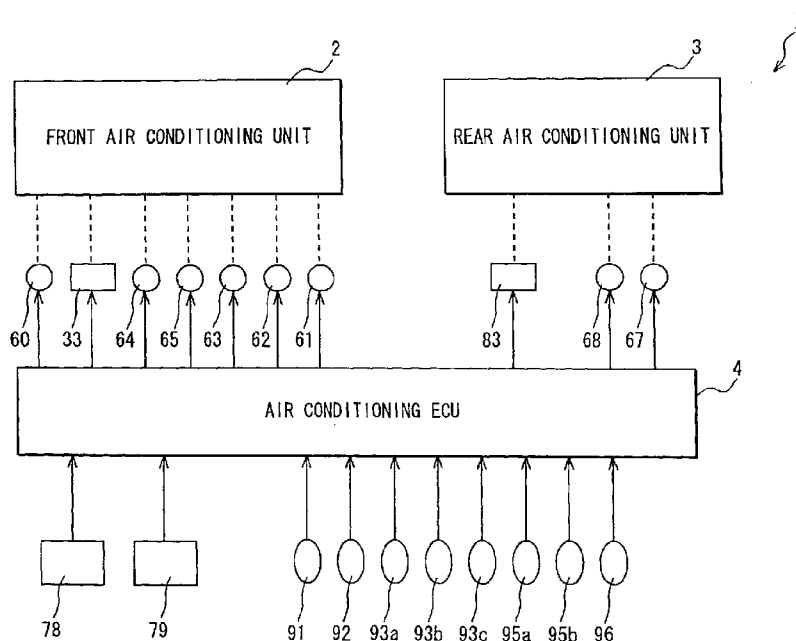 2
3
FRONT AIR CONDITIONING UNIT
REAR AIR CONDITIONING UNIT
60 33 64 65 63 62 61 83 68 67
4
AIR CONDITIONING ECU
78 79 91 92 93a 93b 93c 95a 95b 96